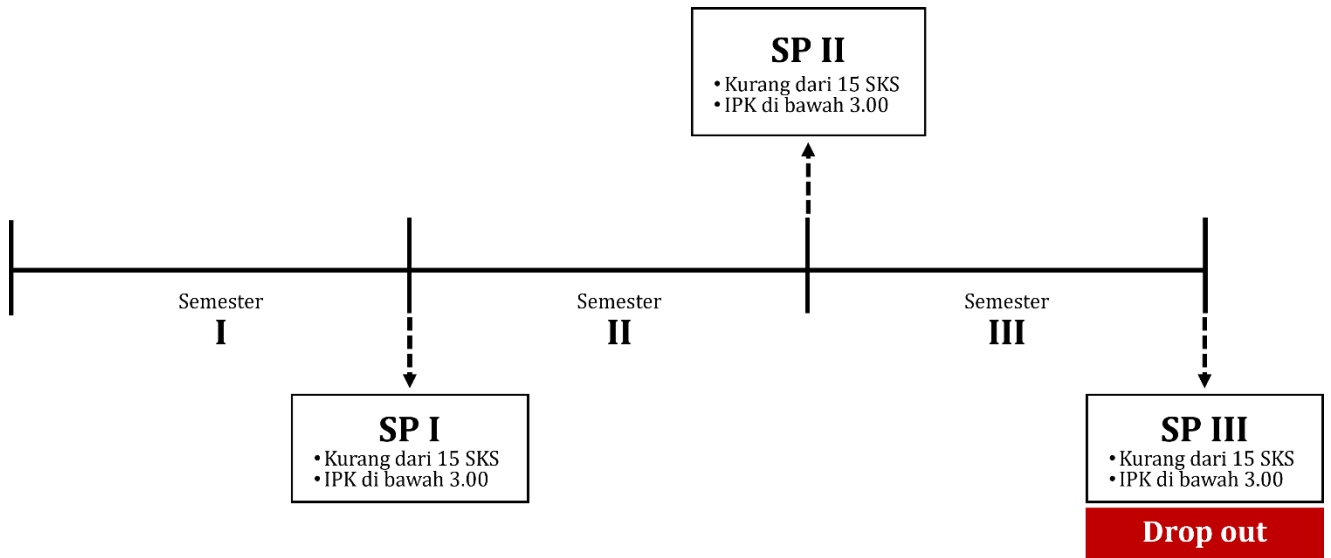 SP II
• Kurang dari 15 SKS
• IPK di bawah 3.00
Semester
I
Semester
II
Semester
III
SP I
• Kurang dari 15 SKS
• IPK di bawah 3.00
SP III
• Kurang dari 15 SKS
• IPK di bawah 3.00
Drop out